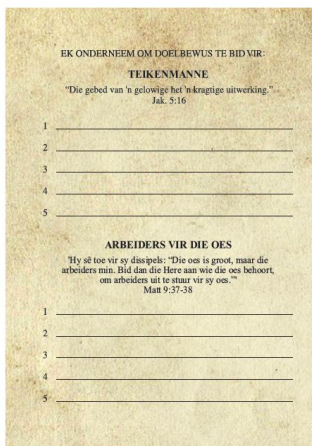 EK ONDERNEEM OM DOELBEWUS TE BID VIR:
TEIKENMANNE
“Die gebed van 'n gelowige het 'n kragtige uitwerking.”
Jak. 5:16
1
2
3
4
5
ARBEIDERS VIR DIE OES
'Hy sê toe vir sy dissipels: “Die oes is groot, maar die
arbeiders min. Bid dan die Here aan wie die oes behoort,
om arbeiders uit te stuur vir sy oes.”'
Matt 9:37-38
1
2
3
4
5